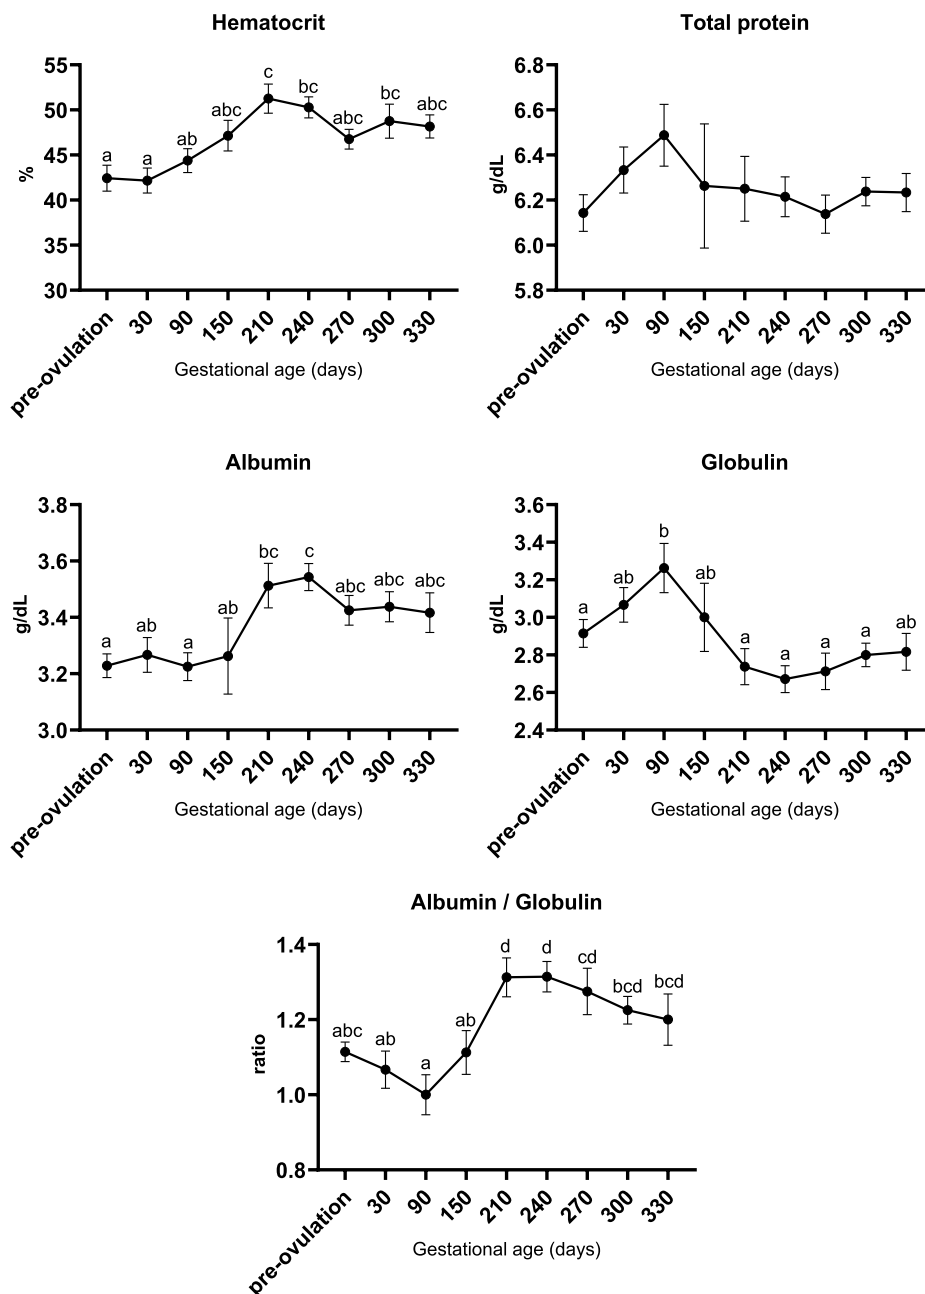 Hematocrit
55
50
45
40
35
30
%
a
a
ab
abc
c
bc
abc
bc
abc
pre-ovulation
30
90
150
210
240
270
300
330
Gestational age (days)
Total protein
6.8
6.6
6.4
6.2
6.0
5.8
g/dL
pre-ovulation
30
90
150
210
240
270
300
330
Gestational age (days)
Albumin
3.8
3.6
3.4
3.2
3.0
g/dL
a
ab
a
ab
bc
c
abc
abc
abc
pre-ovulation
30
90
150
210
240
270
300
330
Gestational age (days)
Globulin
3.6
3.4
3.2
3.0
2.8
2.6
2.4
g/dL
a
ab
b
ab
a
a
a
a
ab
pre-ovulation
30
90
150
210
240
270
300
330
Gestational age (days)
Albumin / Globulin
1.4
1.2
1.0
0.8
ratio
abc
ab
a
ab
d
d
cd
bcd
bcd
pre-ovulation
30
90
150
210
240
270
300
330
Gestational age (days)